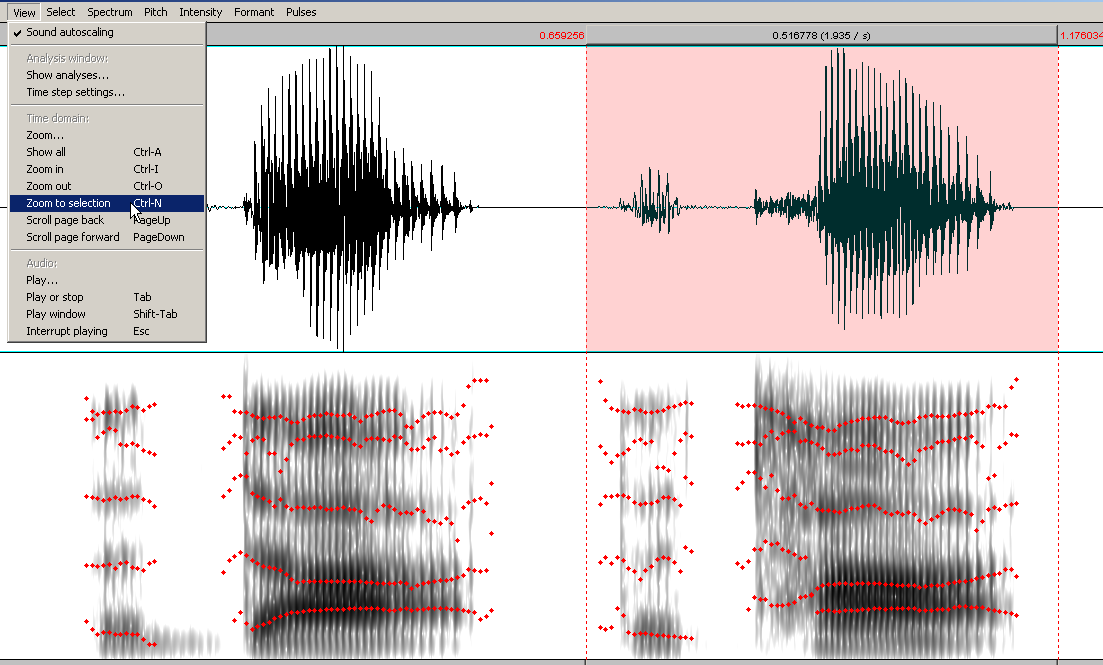 View Select Spectrum Pitch Intensity Formant Pulses
0.659256 0.516778 (1.935 / s) 1.176034
Sound autoscaling
Analysis window:
Show analyses...
Time step settings...
Time domain:
Zoom...
Show all Ctrl-A
Zoom in Ctrl-I
Zoom out Ctrl-O
Zoom to selection Ctrl-N
Scroll page back PageUp
Scroll page forward PageDown
Audio:
Play...
Play or stop Tab
Play window Shift-Tab
Interrupt playing Esc